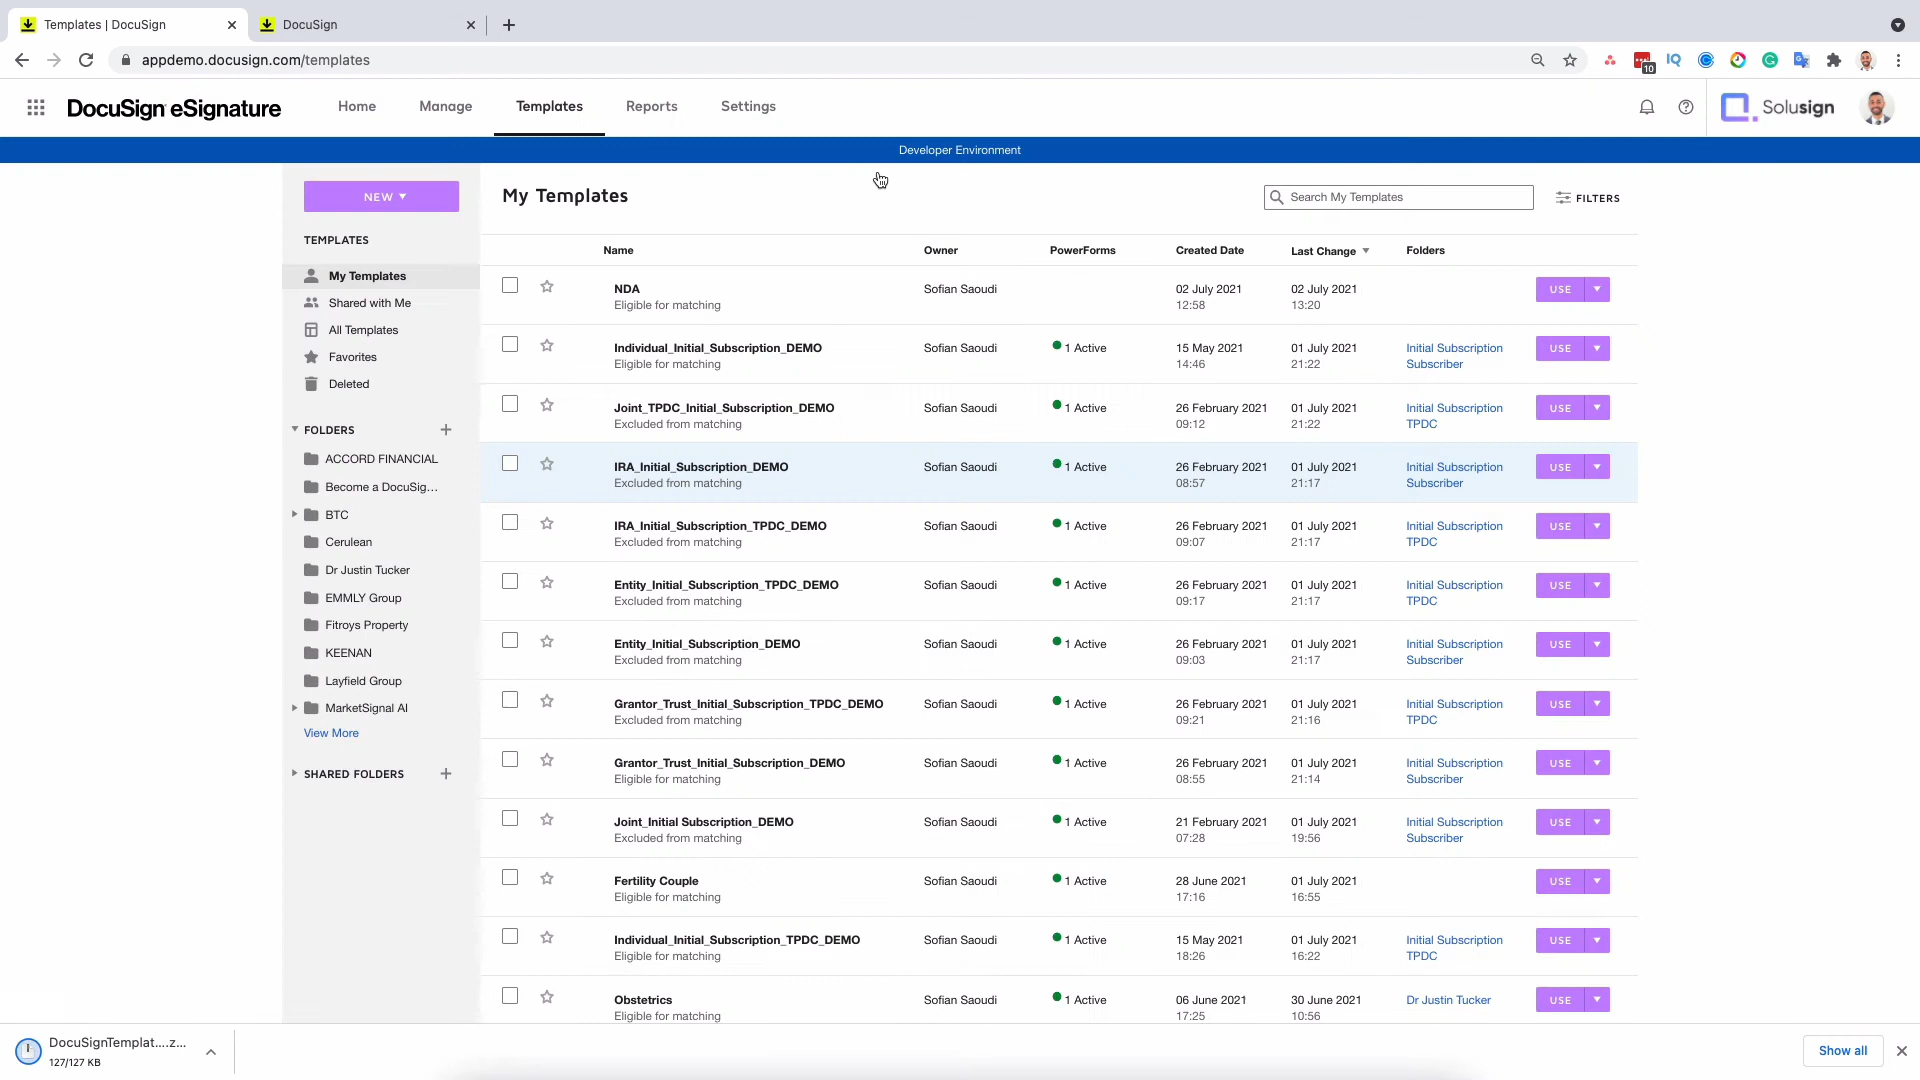 Templates | DocuSign
DocuSign
appdemo.docusign.com/templates
10
DocuSign eSignature
Home
Manage
Templates
Reports
Settings
Solusign
Developer Environment
NEW
My Templates
Search My Templates
FILTERS
TEMPLATES
My Templates
Shared with Me
All Templates
Favorites
Deleted
FOLDERS
ACCORD FINANCIAL
Become a DocuSig...
BTC
Cerulean
Dr Justin Tucker
EMMLY Group
Fitroys Property
KEENAN
Layfield Group
MarketSignal AI
View More
SHARED FOLDERS
Name Owner PowerForms Created Date Last Change Folders
NDA Sofian Saoudi 02 July 2021 02 July 2021 USE
Eligible for matching 12:58 13:20
Individual_Initial_Subscription_DEMO Sofian Saoudi 1 Active 15 May 2021 01 July 2021 Initial Subscription USE
Eligible for matching 14:46 21:22 Subscriber
Joint_TPDC_Initial_Subscription_DEMO Sofian Saoudi 1 Active 26 February 2021 01 July 2021 Initial Subscription USE
Excluded from matching 09:12 21:22 TPDC
IRA_Initial_Subscription_DEMO Sofian Saoudi 1 Active 26 February 2021 01 July 2021 Initial Subscription USE
Excluded from matching 08:57 21:17 Subscriber
IRA_Initial_Subscription_TPDC_DEMO Sofian Saoudi 1 Active 26 February 2021 01 July 2021 Initial Subscription USE
Excluded from matching 09:07 21:17 TPDC
Entity_Initial_Subscription_TPDC_DEMO Sofian Saoudi 1 Active 26 February 2021 01 July 2021 Initial Subscription USE
Excluded from matching 09:17 21:17 TPDC
Entity_Initial_Subscription_DEMO Sofian Saoudi 1 Active 26 February 2021 01 July 2021 Initial Subscription USE
Excluded from matching 09:03 21:17 Subscriber
Grantor_Trust_Initial_Subscription_TPDC_DEMO Sofian Saoudi 1 Active 26 February 2021 01 July 2021 Initial Subscription USE
Excluded from matching 09:21 21:16 TPDC
Grantor_Trust_Initial_Subscription_DEMO Sofian Saoudi 1 Active 26 February 2021 01 July 2021 Initial Subscription USE
Eligible for matching 08:55 21:14 Subscriber
Joint_Initial Subscription_DEMO Sofian Saoudi 1 Active 21 February 2021 01 July 2021 Initial Subscription USE
Excluded from matching 07:28 19:56 Subscriber
Fertility Couple Sofian Saoudi 1 Active 28 June 2021 01 July 2021 USE
Eligible for matching 17:16 16:55
Individual_Initial_Subscription_TPDC_DEMO Sofian Saoudi 1 Active 15 May 2021 01 July 2021 Initial Subscription USE
Eligible for matching 18:26 16:22 TPDC
Obstetrics Sofian Saoudi 1 Active 06 June 2021 30 June 2021 Dr Justin Tucker USE
Eligible for matching 17:25 10:56
DocuSignTemplat....z...
127/127 KB
Show all